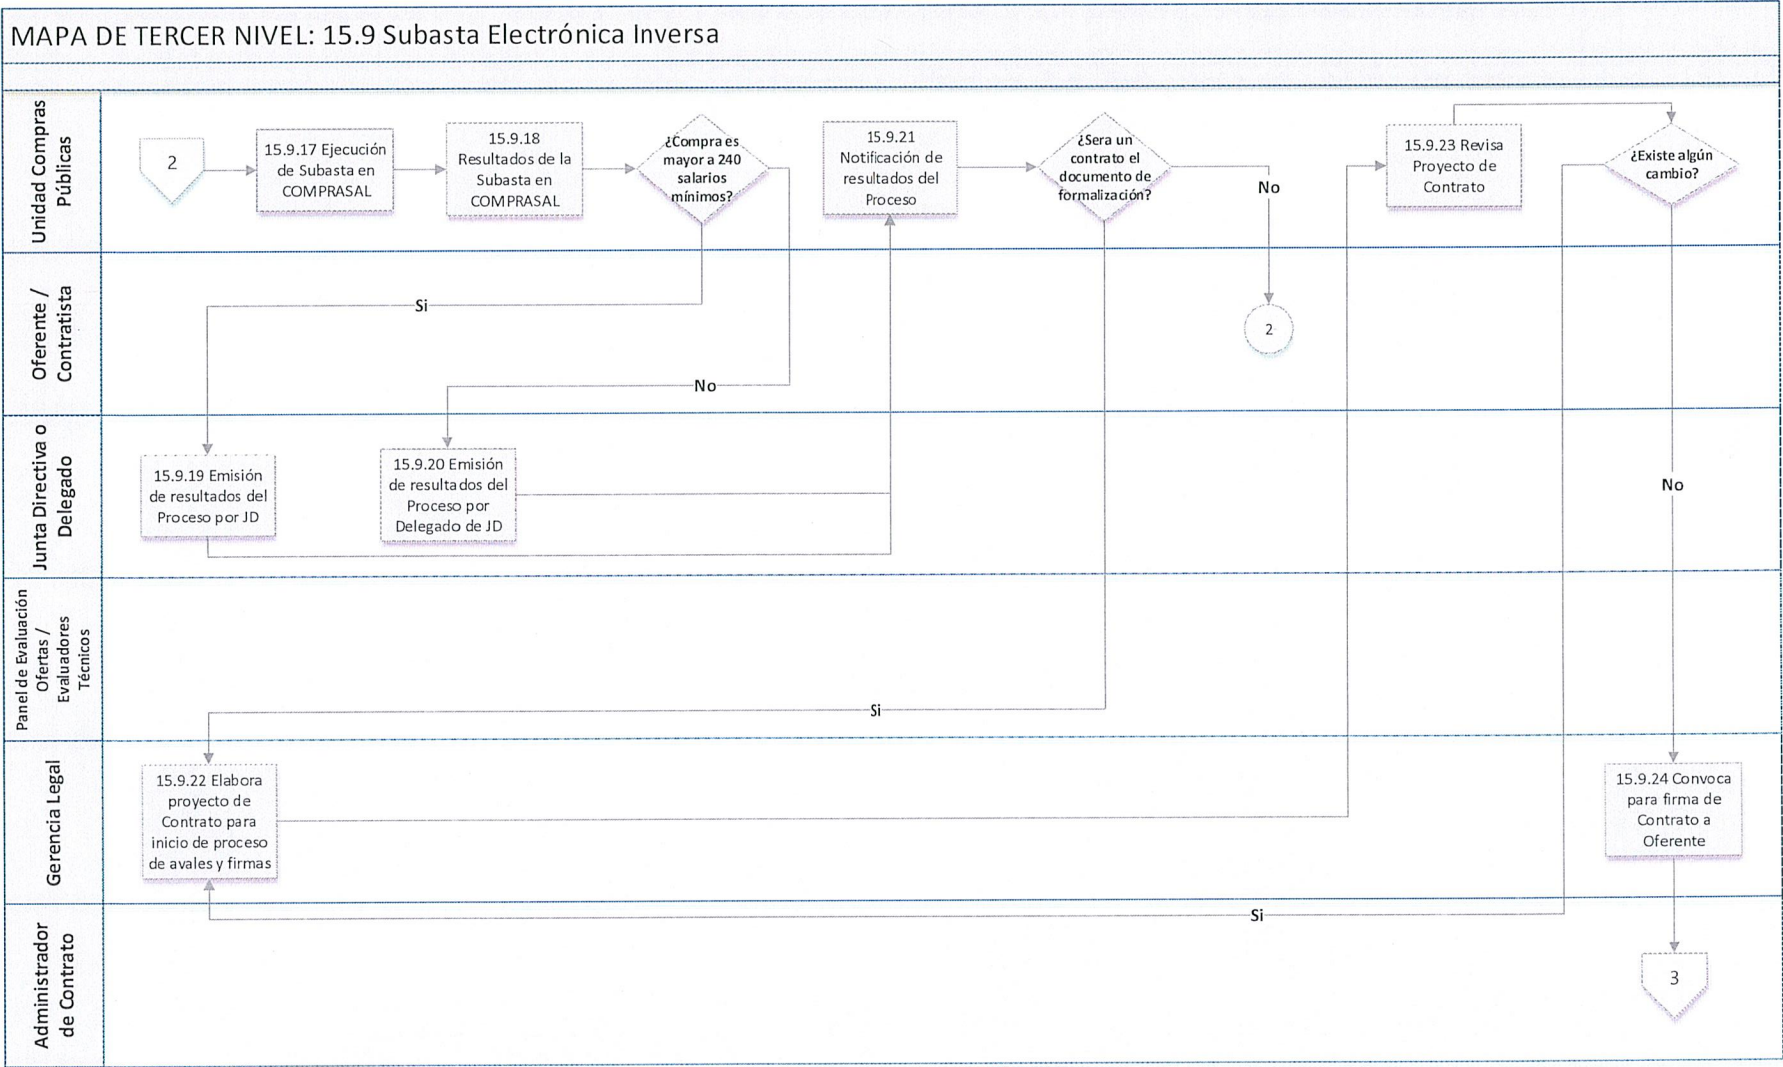 MAPA DE TERCER NIVEL: 15.9 Subasta Electrónica Inversa
Unidad Compras
Públicas
2
15.9.17 Ejecución
de Subasta en
COMPRASAL
15.9.18
Resultados de la
Subasta en
COMPRASAL
¿Compra es
mayor a 240
salarios
mínimos?
15.9.21
Notificación de
resultados del
Proceso
¿Sera un
contrato el
documento de
formalización?
No
15.9.23 Revisa
Proyecto de
Contrato
¿Existe algún
cambio?
Oferente /
Contratista
Si
No
2
Junta Directiva o
Delegado
15.9.19 Emisión
de resultados del
Proceso por JD
15.9.20 Emisión
de resultados del
Proceso por
Delegado de JD
No
Panel de Evaluación
Ofertas /
Evaluadores
Técnicos
Si
Gerencia Legal
15.9.22 Elabora
proyecto de
Contrato para
inicio de proceso
de avales y firmas
15.9.24 Convoca
para firma de
Contrato a
Oferente
Administrador
de Contrato
Si
3